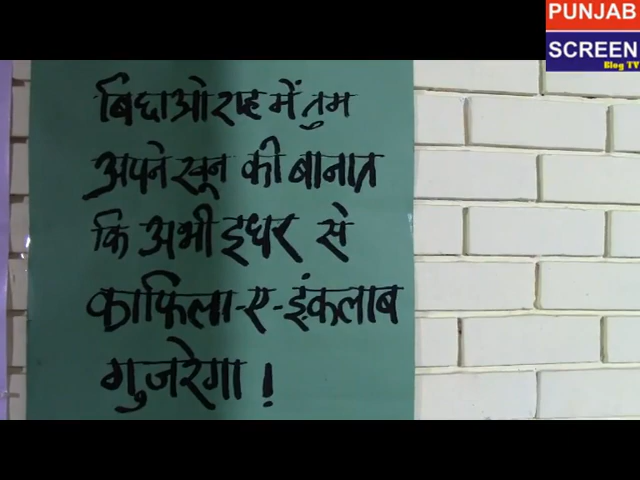 PUNJAB
SCREEN
Blog TV
बिछाओ राह में तुम
अपने खून की बानात
कि अभी इधर से
काफिला-ए-इंकलाब
गुजरेगा !